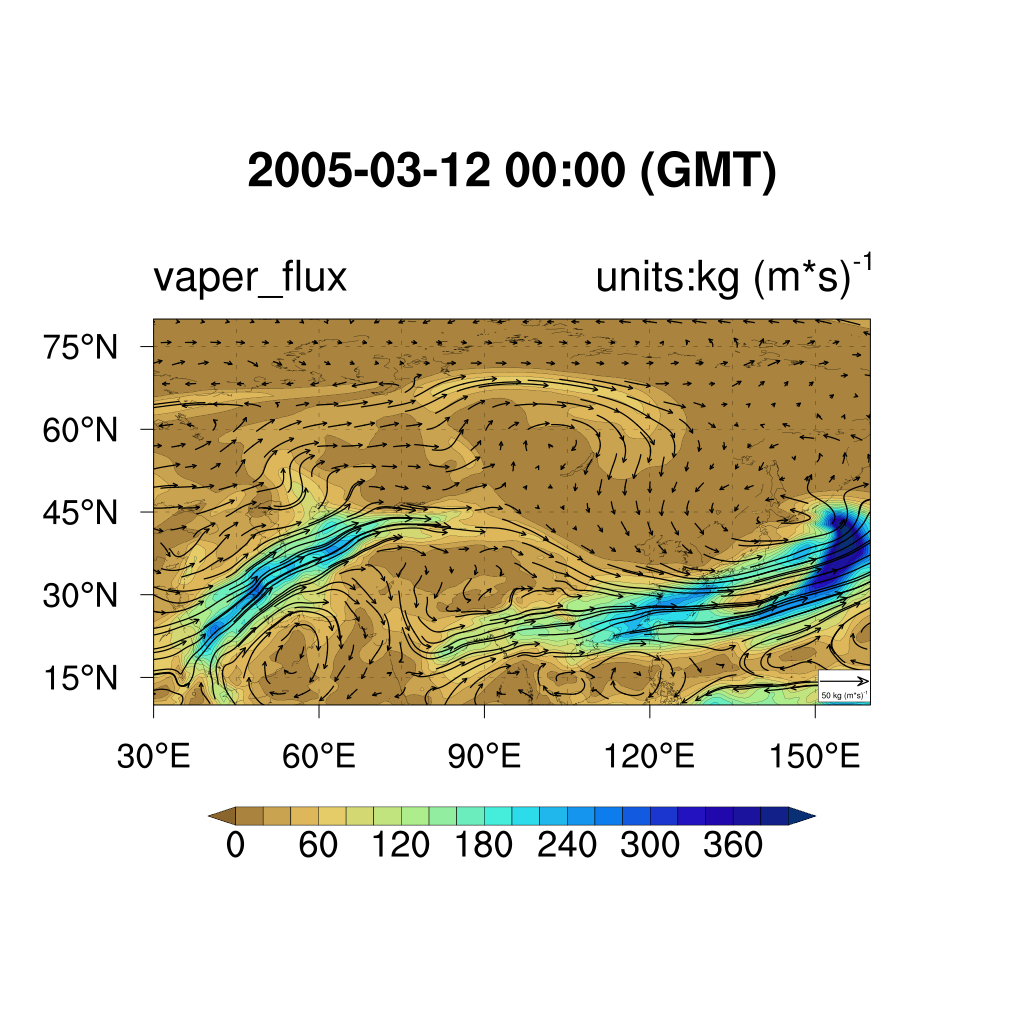 2005-03-12 00:00 (GMT)
vaper_flux units:kg (m*s)⁻¹
75°N
60°N
45°N
30°N
15°N
50 kg (m*s)⁻¹
30°E 60°E 90°E 120°E 150°E
0 60 120 180 240 300 360